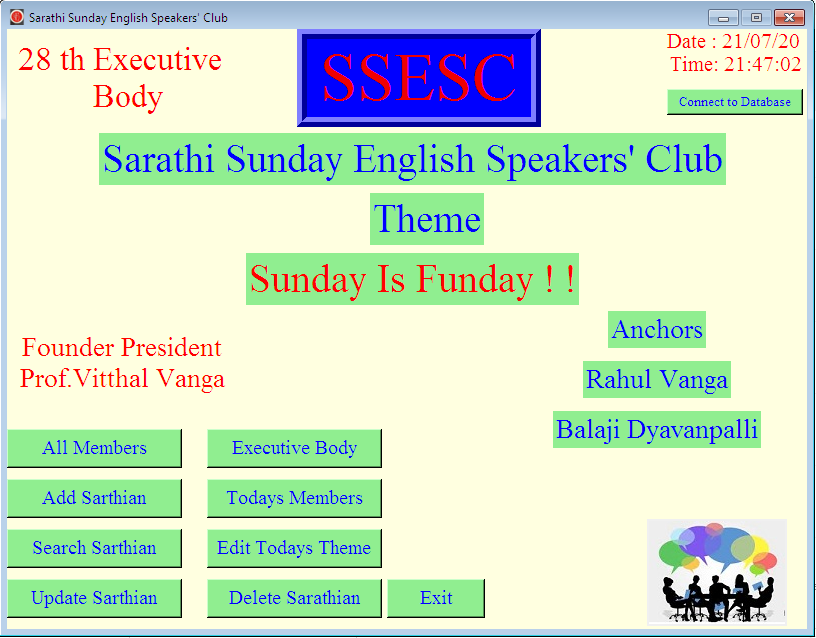 Sarathi Sunday English Speakers' Club
28 th Executive
Body
SSESC
Date : 21/07/20
Time: 21:47:02
Connect to Database
Sarathi Sunday English Speakers' Club
Theme
Sunday Is Funday ! !
Anchors
Founder President
Prof.Vitthal Vanga
Rahul Vanga
Balaji Dyavanpalli
All Members
Executive Body
Add Sarthian
Todays Members
Search Sarthian
Edit Todays Theme
Update Sarthian
Delete Sarathian
Exit